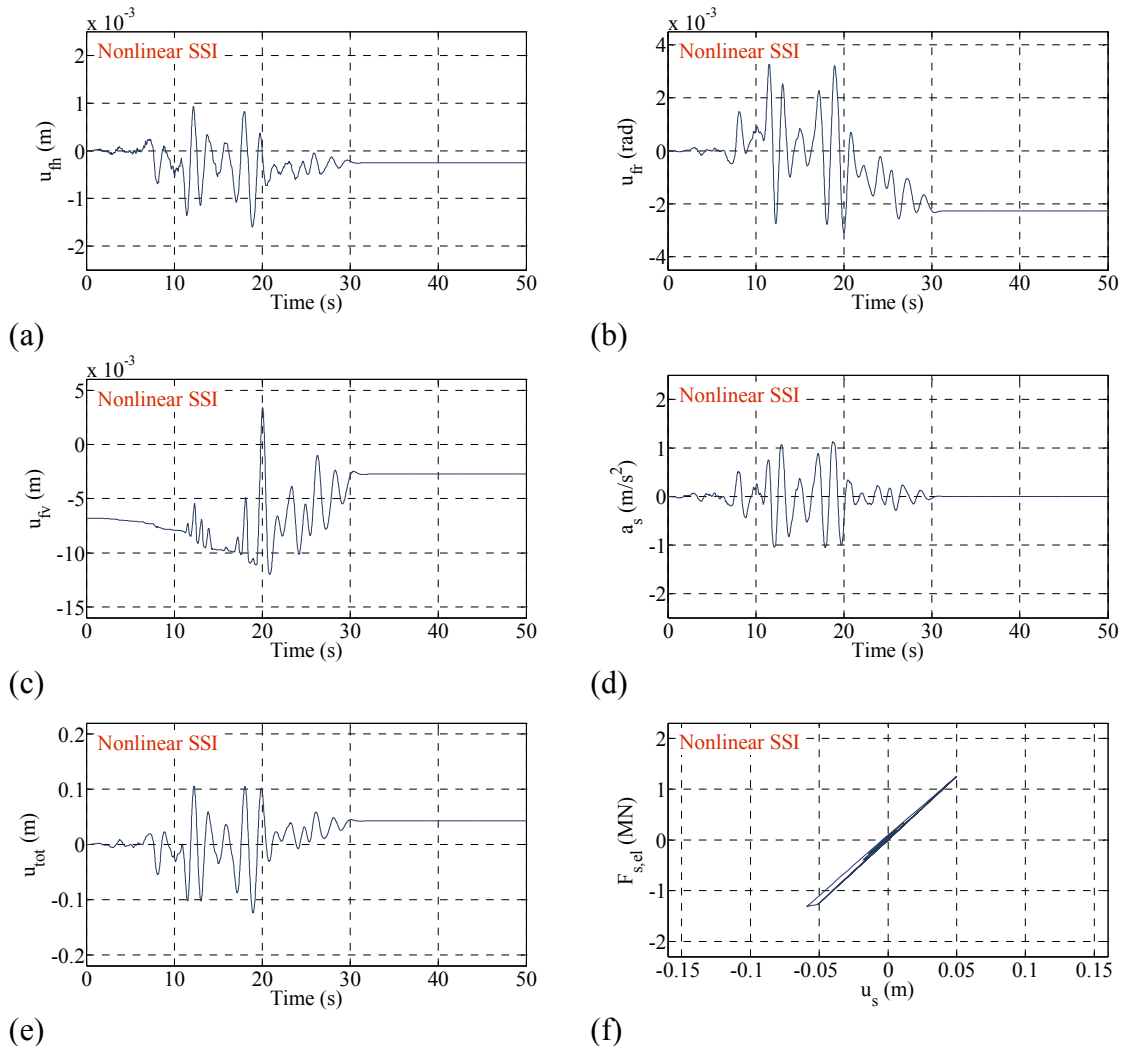 x 10^-3
2
1
0
-1
-2
u_fh (m)
Nonlinear SSI
0 10 20 30 40 50
Time (s)
(a)
x 10^-3
4
2
0
-2
-4
u_fr (rad)
Nonlinear SSI
0 10 20 30 40 50
Time (s)
(b)
x 10^-3
5
0
-5
-10
-15
u_fv (m)
Nonlinear SSI
0 10 20 30 40 50
Time (s)
(c)
2
1
0
-1
-2
a_s (m/s^2)
Nonlinear SSI
0 10 20 30 40 50
Time (s)
(d)
0.2
0.1
0
-0.1
-0.2
u_tot (m)
Nonlinear SSI
0 10 20 30 40 50
Time (s)
(e)
2
1
0
-1
-2
F_s,el (MN)
Nonlinear SSI
-0.15 -0.1 -0.05 0 0.05 0.1 0.15
u_s (m)
(f)